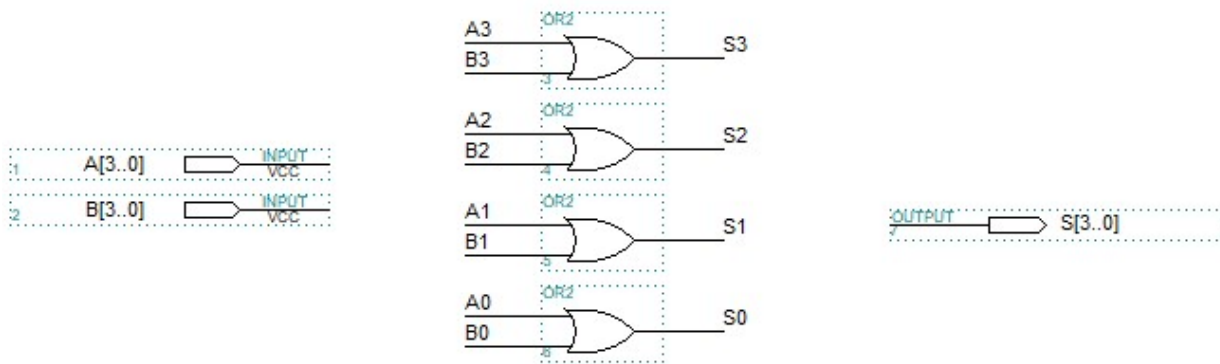 OR2
A3
B3
S3
3
OR2
A2
B2
S2
4
1
A[3..0]
INPUT
VCC
2
B[3..0]
INPUT
VCC
OR2
A1
B1
S1
5
OUTPUT
7
S[3..0]
OR2
A0
B0
S0
6